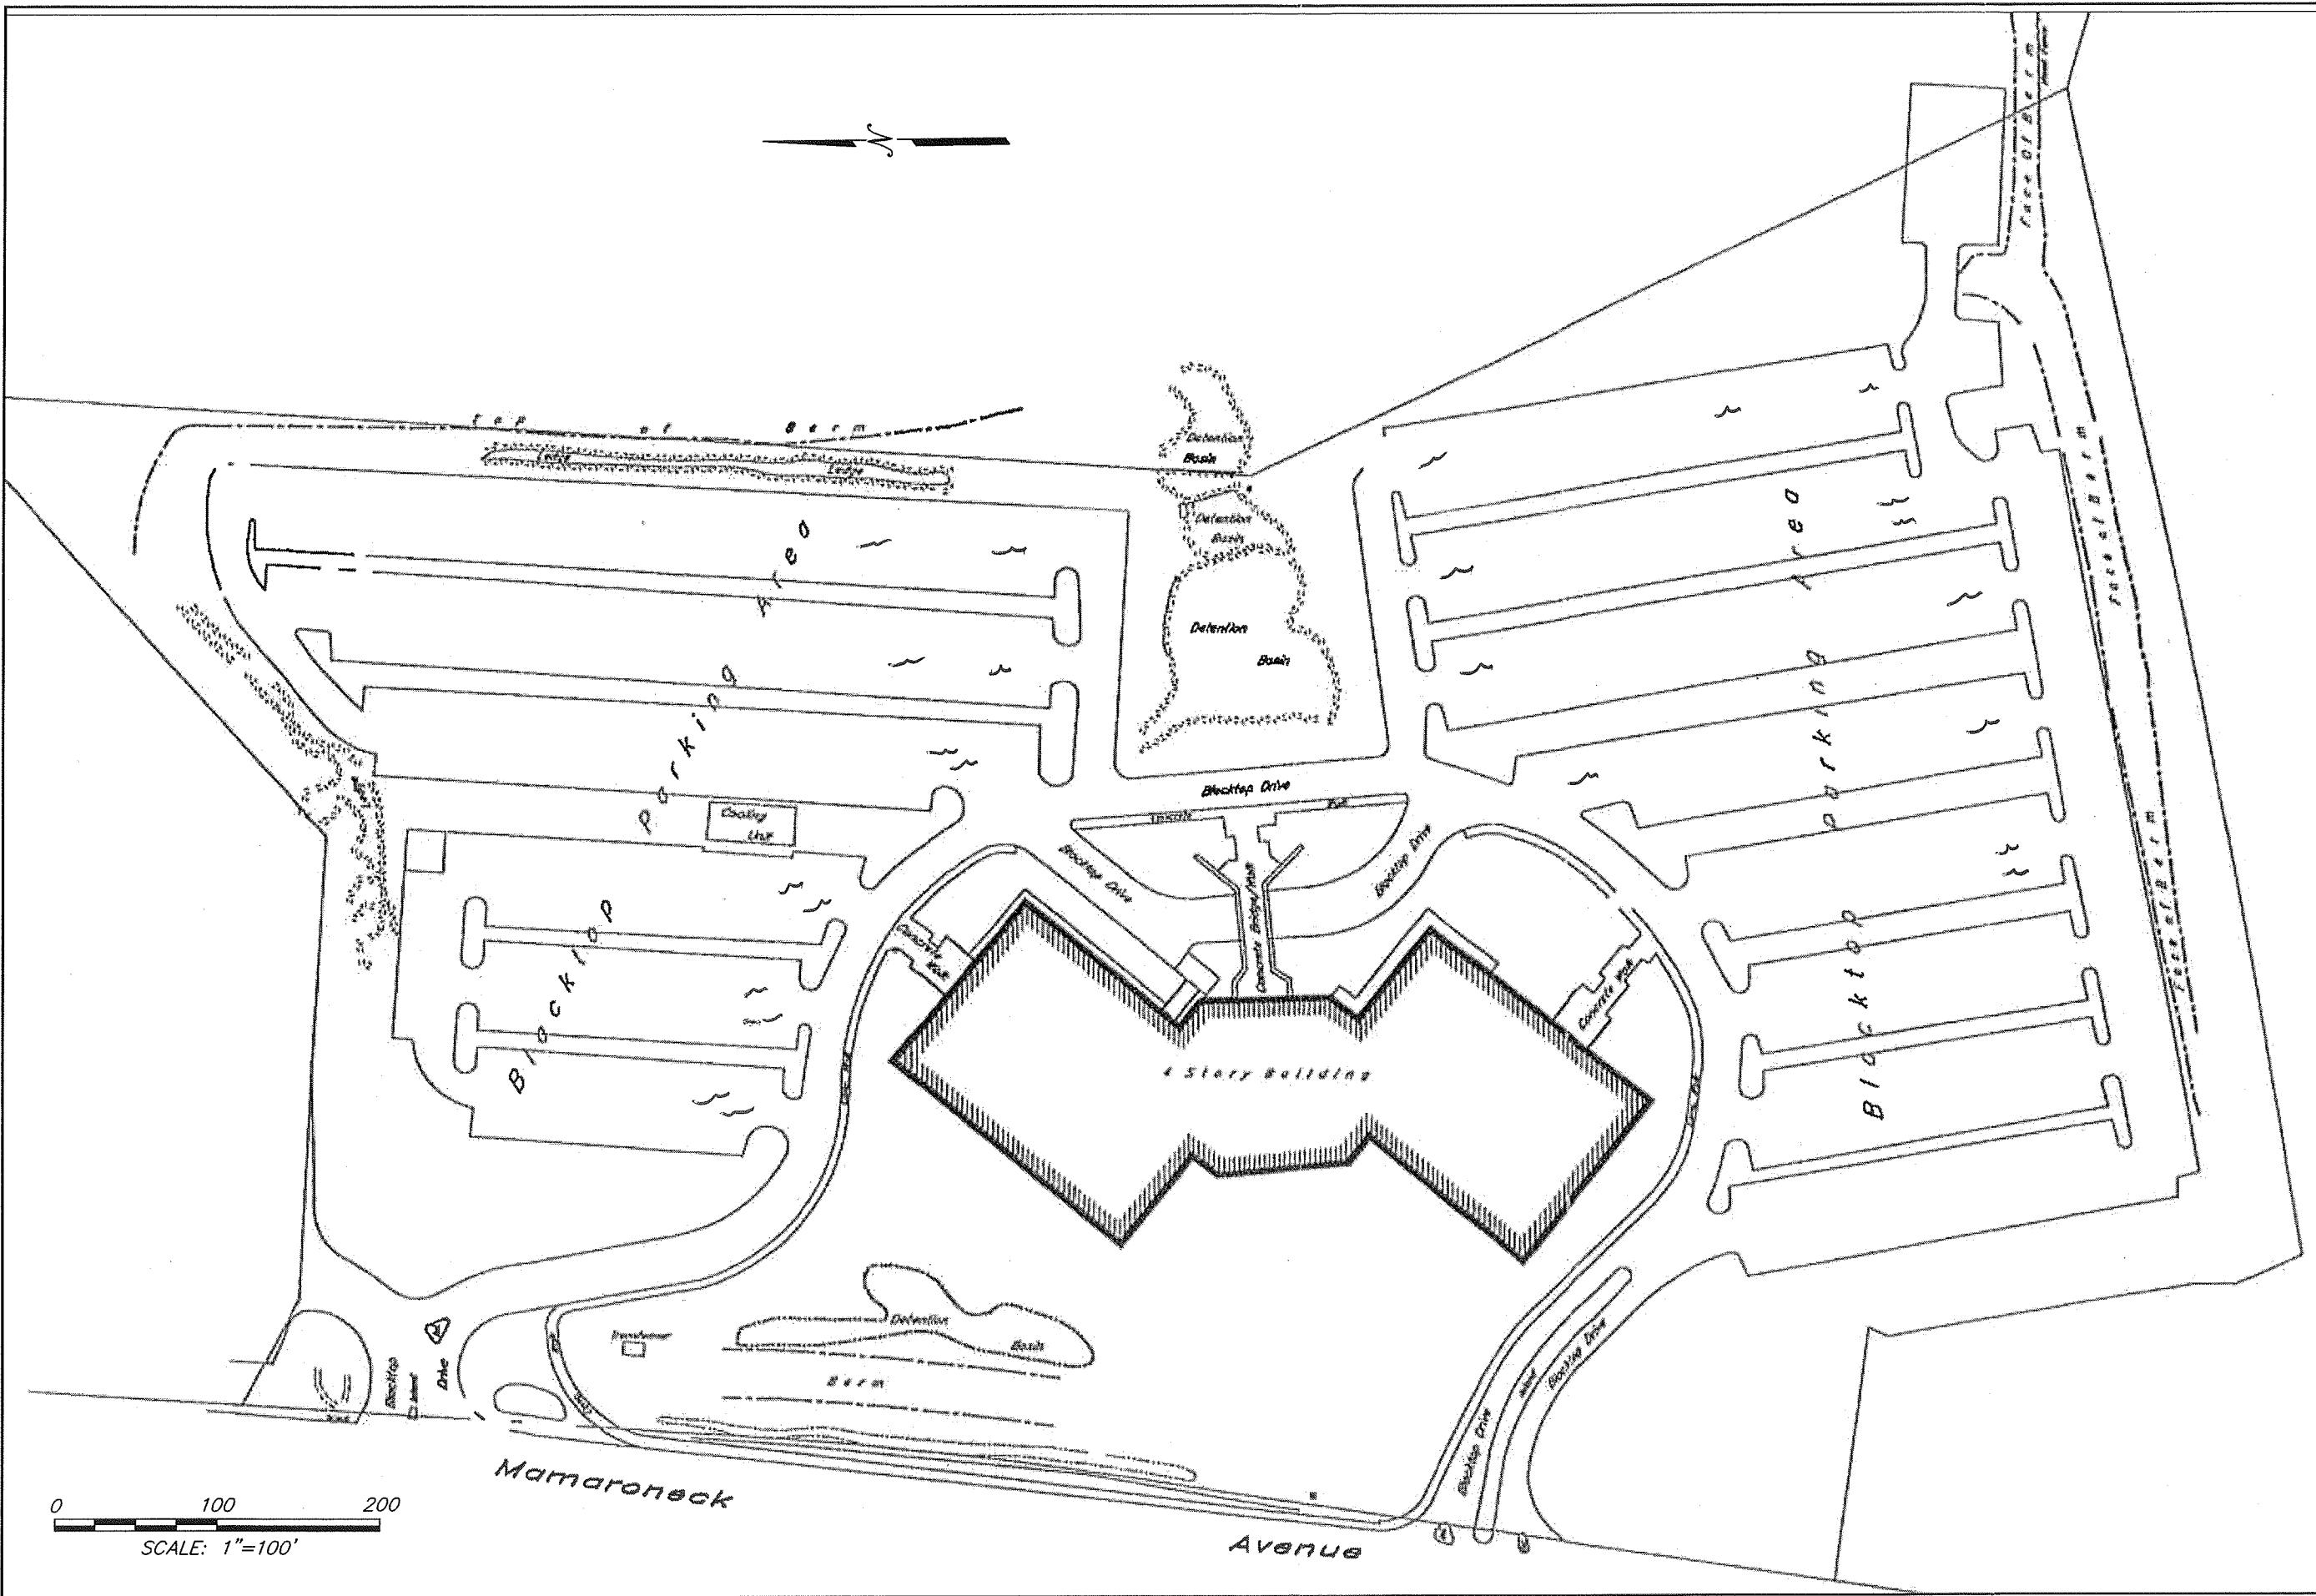 N
Face Of Berm
top of Berm
Ledge
Ledge
Detention
Basin
Detention
Basin
Detention
Basin
Blacktop Parking Area
Cooling
Unit
Blacktop Drive
Blacktop Drive
Blacktop Drive
Concrete Bridge/Walk
Concrete
Walk
Concrete Walk
4 Story Building
Blacktop Parking Area
Face of Berm
Face of Berm
Transformer
Detention
Basin
Berm
Blacktop
Drive
Island
Blacktop Drive
Island
Blacktop Drive
Mamaroneck
Avenue
0 100 200
SCALE: 1"=100'